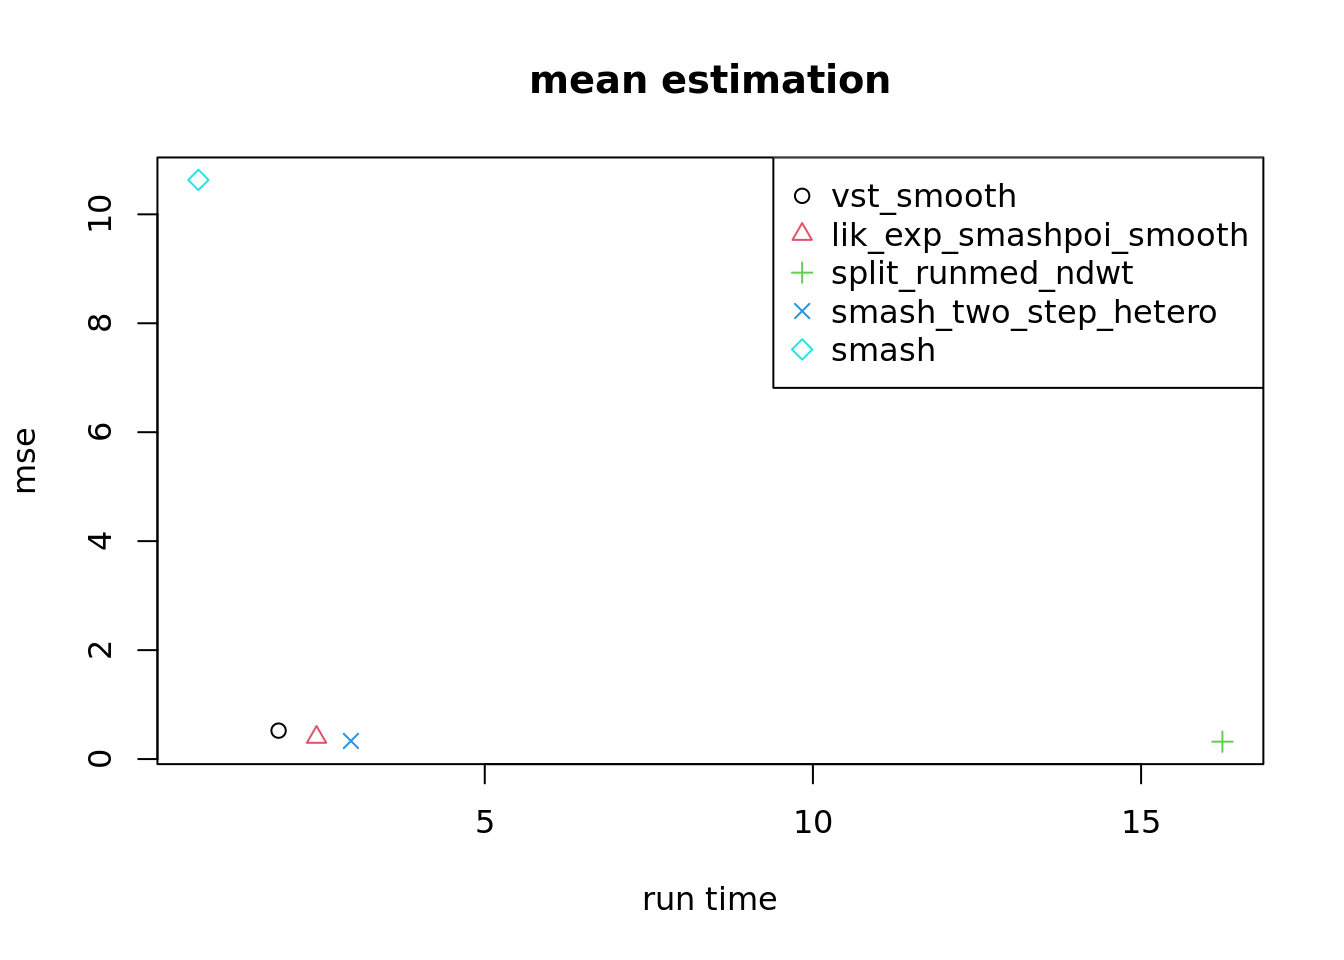 mean estimation
vst_smooth
lik_exp_smashpoi_smooth
split_runmed_ndwt
smash_two_step_hetero
smash
mse
10
8
6
4
2
0
5
10
15
run time